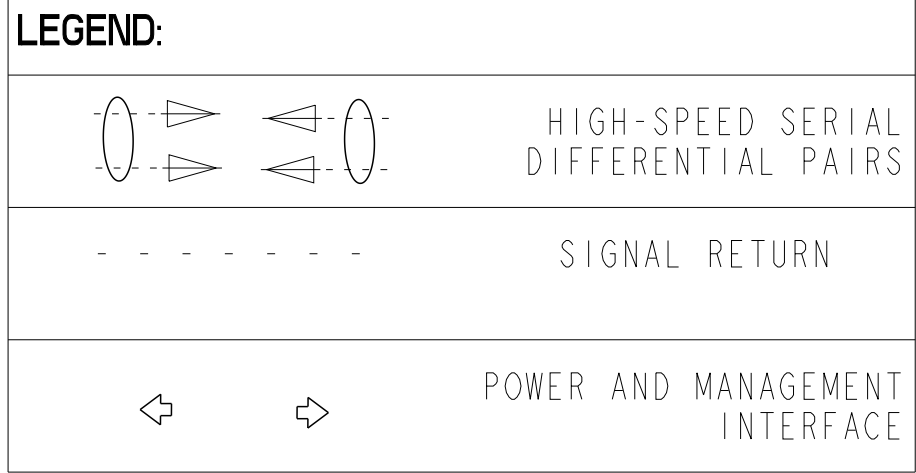 LEGEND:
HIGH-SPEED SERIAL
DIFFERENTIAL PAIRS
SIGNAL RETURN
POWER AND MANAGEMENT
INTERFACE